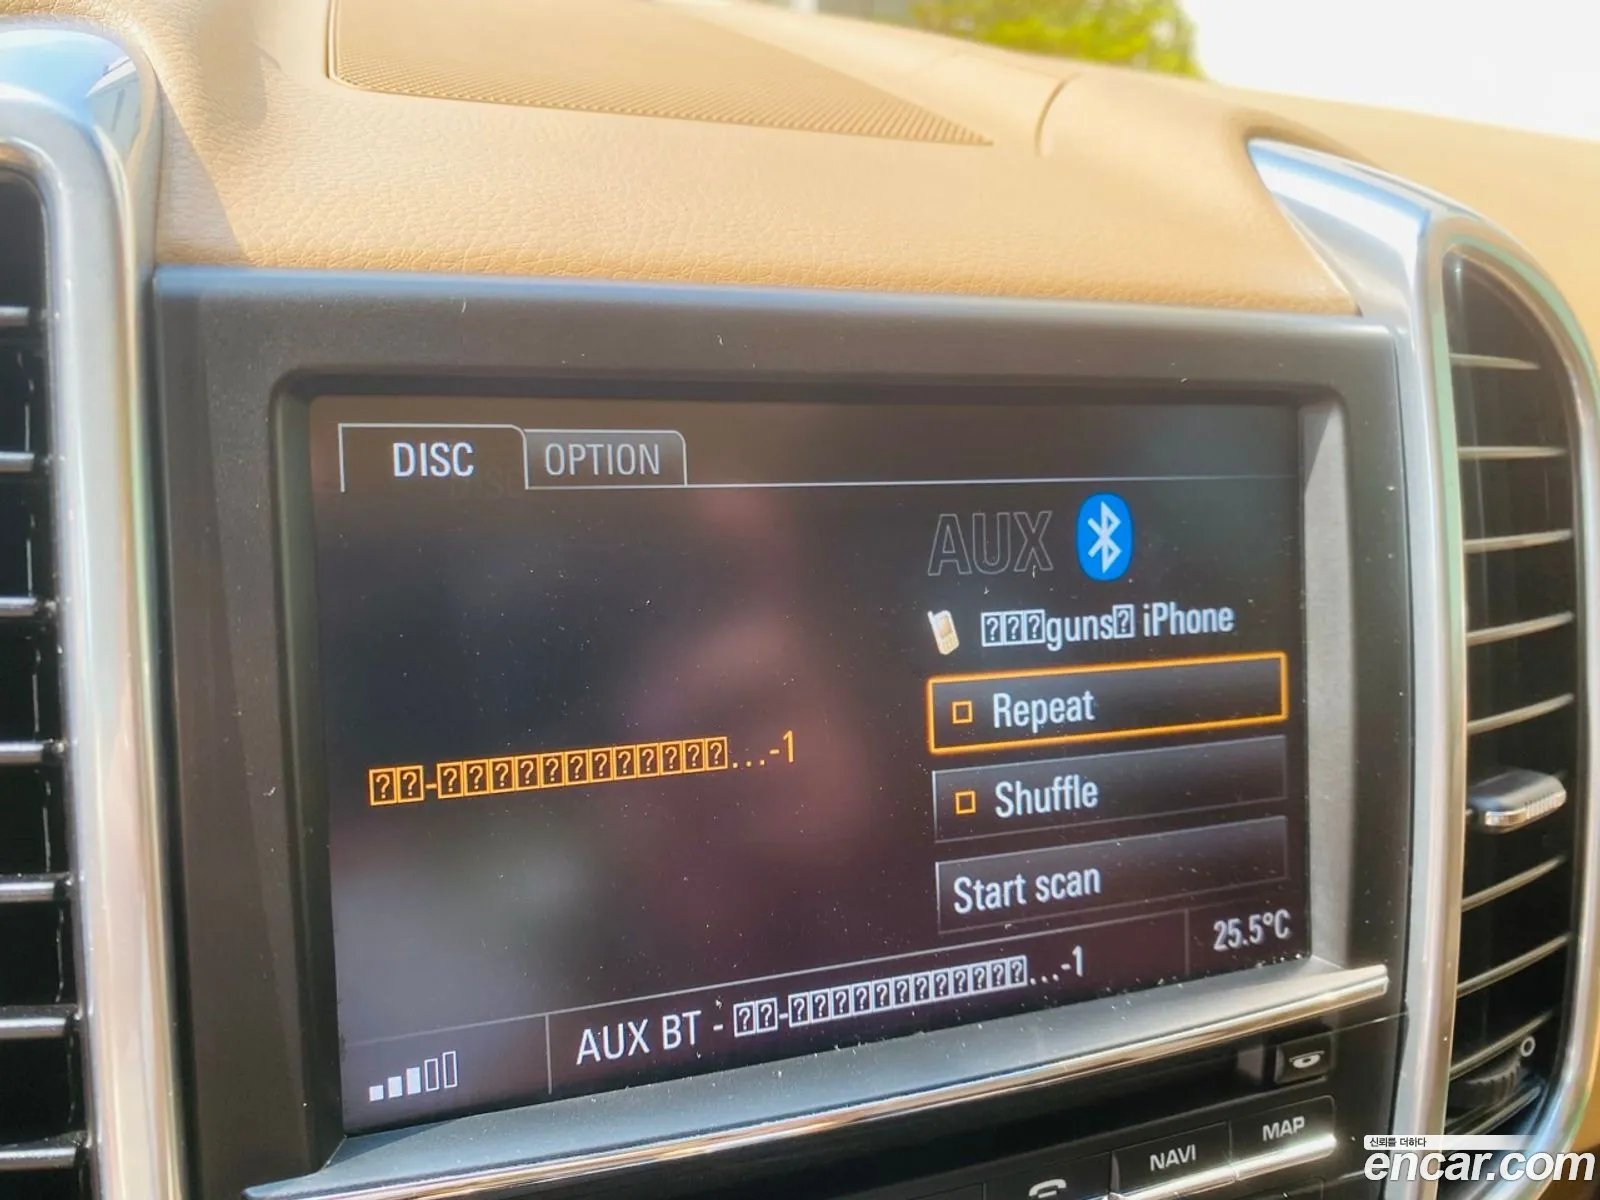 DISC
OPTION
AUX
⍰⍰⍰guns⍰ iPhone
Repeat
⍰⍰-⍰⍰⍰⍰⍰⍰⍰⍰⍰⍰⍰...-1
Shuffle
Start scan
25.5°C
AUX BT - ⍰⍰-⍰⍰⍰⍰⍰⍰⍰⍰⍰⍰⍰...-1
NAVI
MAP
신뢰를 더하다
encar.com